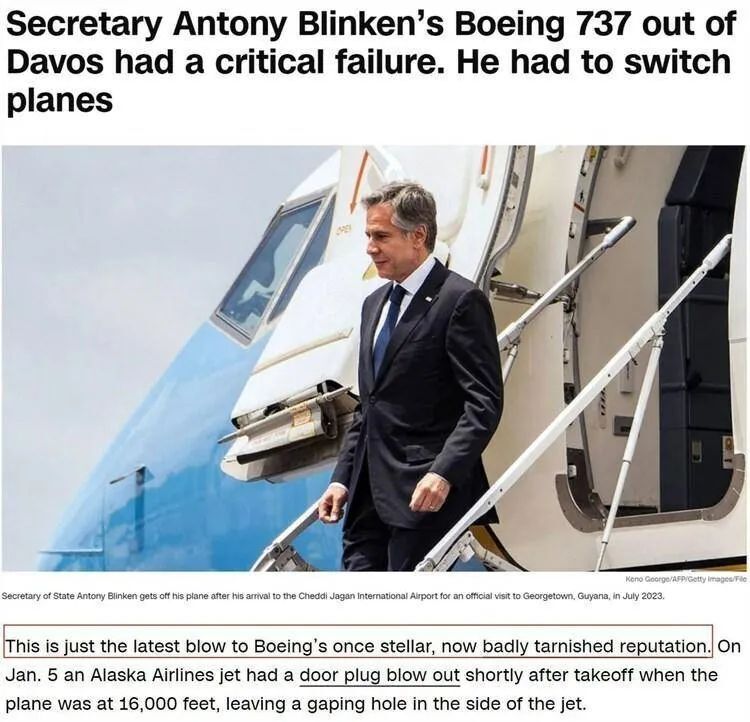 Secretary Antony Blinken's Boeing 737 out of
Davos had a critical failure. He had to switch
planes
OPEN
Keno George/AFP/Getty Images/File
Secretary of State Antony Blinken gets off his plane after his arrival to the Cheddi Jagan International Airport for an official visit to Georgetown, Guyana, in July 2023.
This is just the latest blow to Boeing's once stellar, now badly tarnished reputation. On
Jan. 5 an Alaska Airlines jet had a door plug blow out shortly after takeoff when the
plane was at 16,000 feet, leaving a gaping hole in the side of the jet.